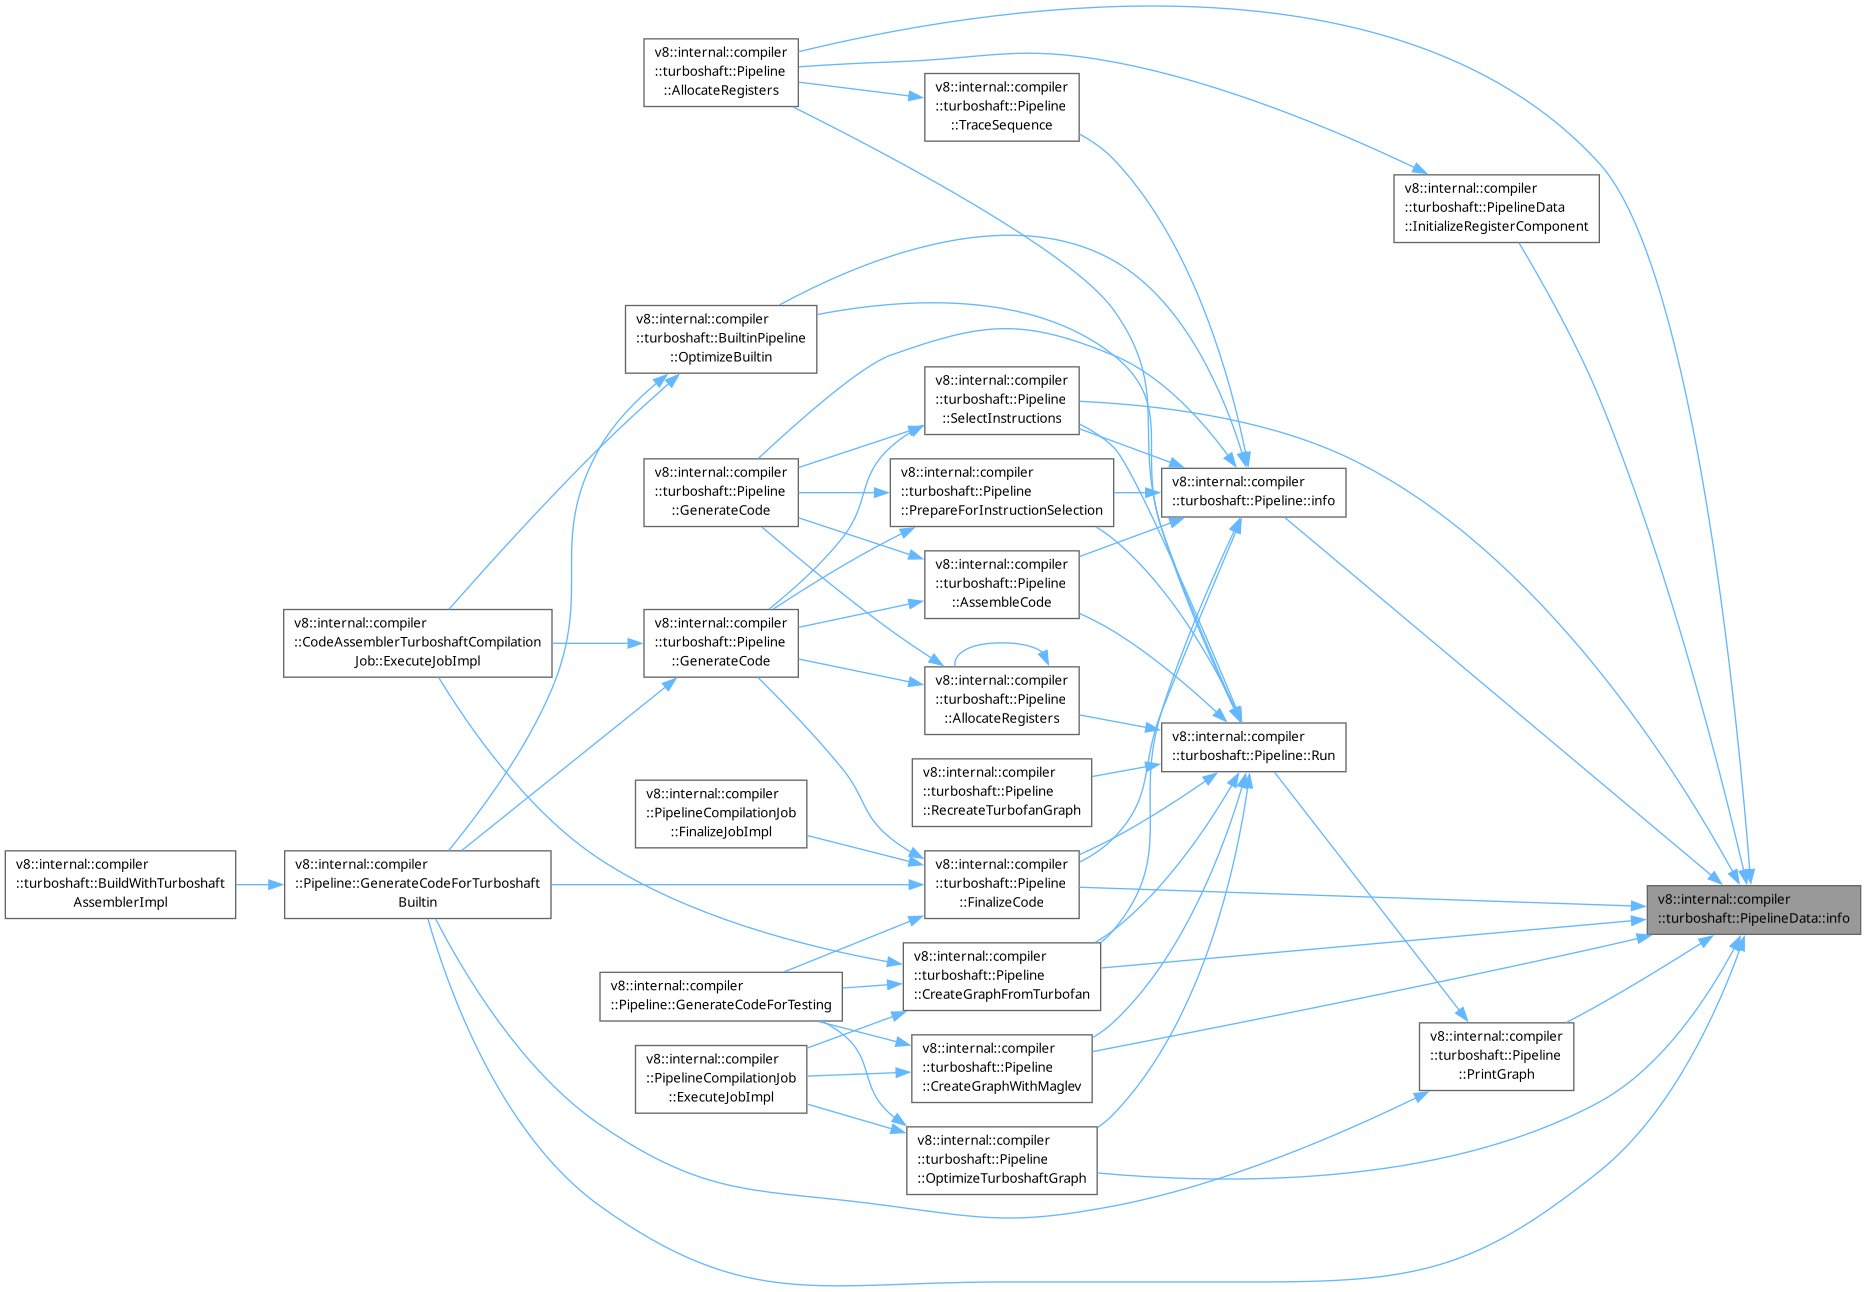 v8::internal::compiler
::turboshaft::Pipeline
::AllocateRegisters
v8::internal::compiler
::turboshaft::Pipeline
::TraceSequence
v8::internal::compiler
::turboshaft::PipelineData
::InitializeRegisterComponent
v8::internal::compiler
::turboshaft::BuiltinPipeline
::OptimizeBuiltin
v8::internal::compiler
::turboshaft::Pipeline
::SelectInstructions
v8::internal::compiler
::turboshaft::Pipeline
::GenerateCode
v8::internal::compiler
::turboshaft::Pipeline
::PrepareForInstructionSelection
v8::internal::compiler
::turboshaft::Pipeline::info
v8::internal::compiler
::turboshaft::Pipeline
::AssembleCode
v8::internal::compiler
::CodeAssemblerTurboshaftCompilation
Job::ExecuteJobImpl
v8::internal::compiler
::turboshaft::Pipeline
::GenerateCode
v8::internal::compiler
::turboshaft::Pipeline
::AllocateRegisters
v8::internal::compiler
::turboshaft::Pipeline::Run
v8::internal::compiler
::turboshaft::Pipeline
::RecreateTurbofanGraph
v8::internal::compiler
::PipelineCompilationJob
::FinalizeJobImpl
v8::internal::compiler
::turboshaft::BuildWithTurboshaft
AssemblerImpl
v8::internal::compiler
::Pipeline::GenerateCodeForTurboshaft
Builtin
v8::internal::compiler
::turboshaft::Pipeline
::FinalizeCode
v8::internal::compiler
::turboshaft::PipelineData::info
v8::internal::compiler
::Pipeline::GenerateCodeForTesting
v8::internal::compiler
::turboshaft::Pipeline
::CreateGraphFromTurbofan
v8::internal::compiler
::PipelineCompilationJob
::ExecuteJobImpl
v8::internal::compiler
::turboshaft::Pipeline
::CreateGraphWithMaglev
v8::internal::compiler
::turboshaft::Pipeline
::PrintGraph
v8::internal::compiler
::turboshaft::Pipeline
::OptimizeTurboshaftGraph